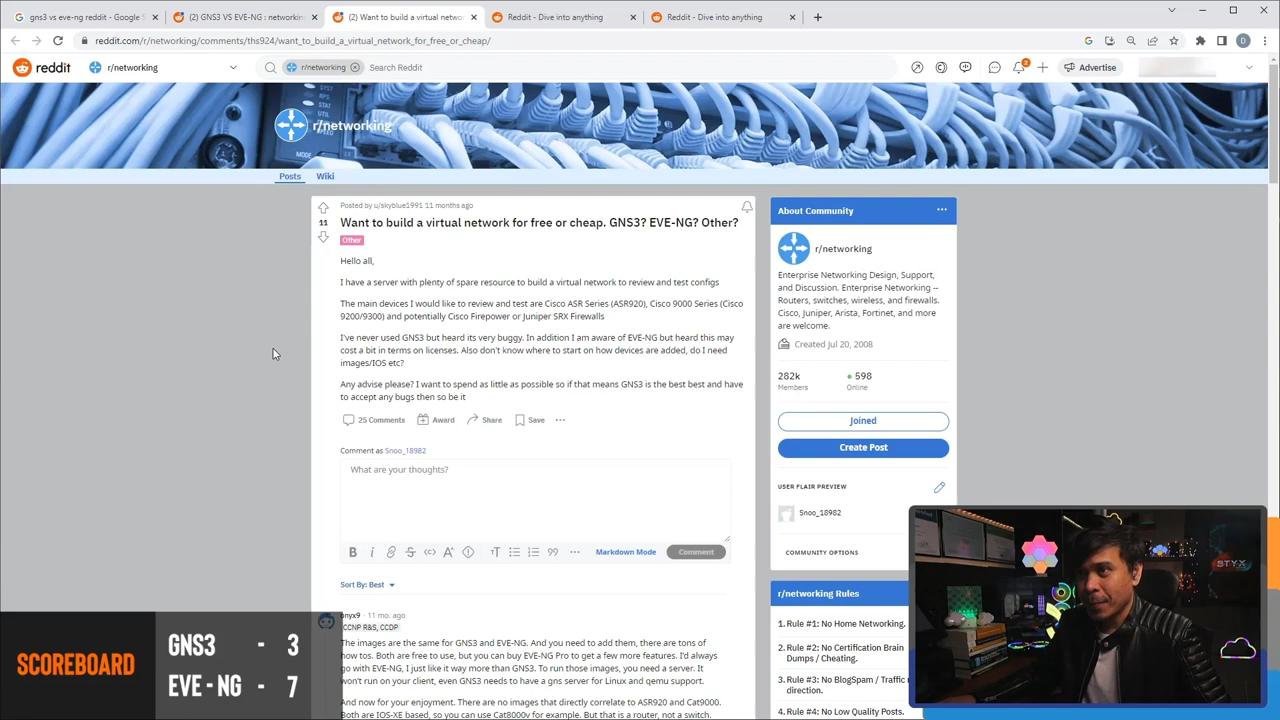 gns3 vs eve-ng reddit - Google S
(2) GNS3 VS EVE-NG : networkin
(2) Want to build a virtual networ
Reddit - Dive into anything
Reddit - Dive into anything
reddit.com/r/networking/comments/ths924/want_to_build_a_virtual_network_for_free_or_cheap/
reddit
r/networking
r/networking
Search Reddit
2
Advertise
SYS
APS
STAT
UTIL
MODE
r/networking
Posts
Wiki
Posted by u/skyblue1991 11 months ago
11
Want to build a virtual network for free or cheap. GNS3? EVE-NG? Other?
Other
Hello all,
I have a server with plenty of spare resource to build a virtual network to review and test configs
The main devices I would like to review and test are Cisco ASR Series (ASR920), Cisco 9000 Series (Cisco
9200/9300) and potentially Cisco Firepower or Juniper SRX Firewalls
I've never used GNS3 but heard its very buggy. In addition I am aware of EVE-NG but heard this may
cost a bit in terms on licenses. Also don't know where to start on how devices are added, do I need
images/IOS etc?
Any advise please? I want to spend as little as possible so if that means GNS3 is the best best and have
to accept any bugs then so be it
25 Comments
Award
Share
Save
Comment as Snoo_18982
What are your thoughts?
Markdown Mode
Comment
Sort By: Best
onyx9 · 11 mo. ago
CCNP R&S, CCDP
The images are the same for GNS3 and EVE-NG. And you need to add them, there are tons of
how tos. Both are free to use, but you can buy EVE-NG Pro to get a few more features. I'd always
go with EVE-NG, I just like it way more than GNS3. To run those images, you need a server. It
won't run on your client, even GNS3 needs to have a gns server for Linux and qemu support.
And now for your enjoyment. There are no images that directly correlate to ASR920 and Cat9000.
Both are IOS-XE based, so you can use Cat8000v for example. But that is a router, not a switch.
About Community
r/networking
Enterprise Networking Design, Support,
and Discussion. Enterprise Networking --
Routers, switches, wireless, and firewalls.
Cisco, Juniper, Arista, Fortinet, and more
are welcome.
Created Jul 20, 2008
282k
Members
598
Online
Joined
Create Post
USER FLAIR PREVIEW
Snoo_18982
COMMUNITY OPTIONS
r/networking Rules
1. Rule #1: No Home Networking.
2. Rule #2: No Certification Brain
Dumps / Cheating.
3. Rule #3: No BlogSpam / Traffic r
direction.
4. Rule #4: No Low Quality Posts.
STYX
SCOREBOARD
GNS3 - 3
EVE - NG - 7